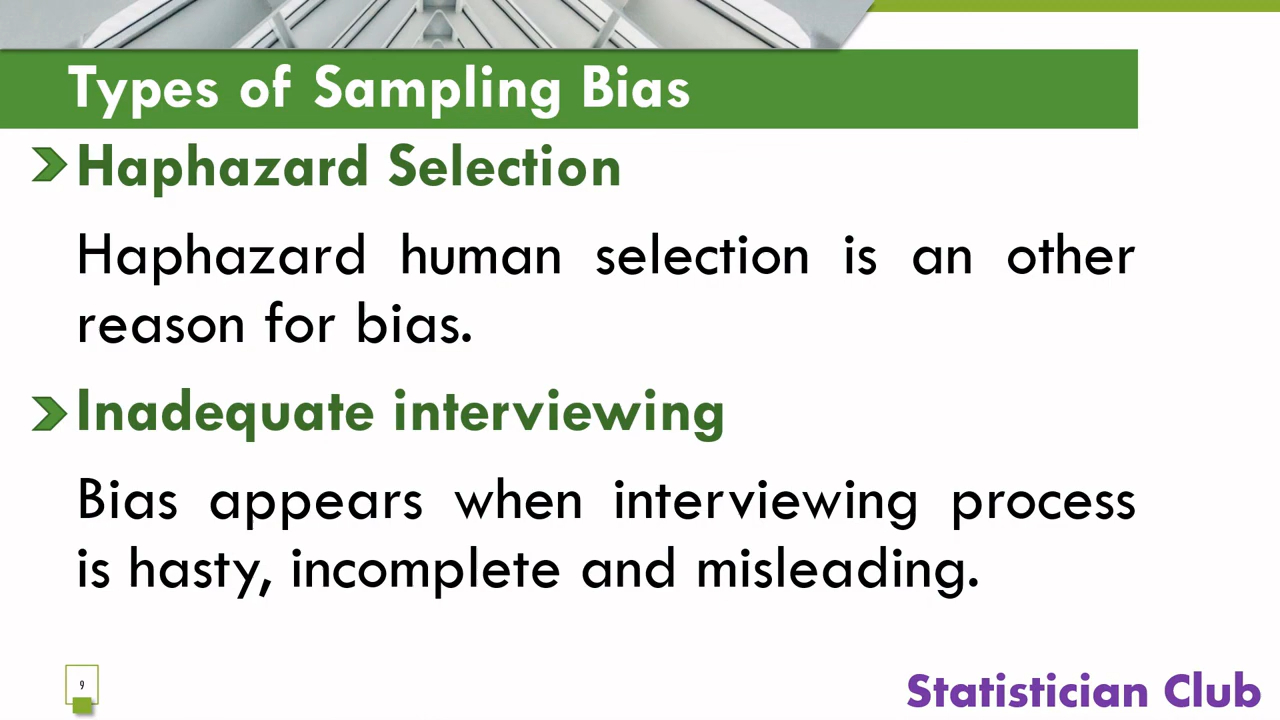 Types of Sampling Bias
Haphazard Selection
Haphazard human selection is an other
reason for bias.
Inadequate interviewing
Bias appears when interviewing process
is hasty, incomplete and misleading.
9
Statistician Club